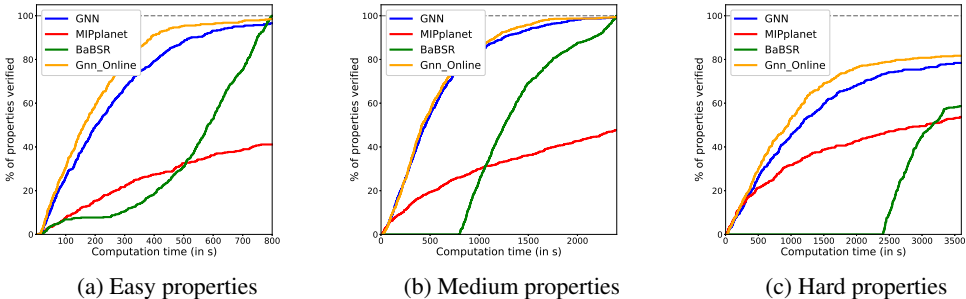 % of properties verified
100
80
60
40
20
0
GNN
MIPplanet
BaBSR
Gnn_Online
100 200 300 400 500 600 700 800
Computation time (in s)
(a) Easy properties
% of properties verified
100
80
60
40
20
0
GNN
MIPplanet
BaBSR
Gnn_Online
0 500 1000 1500 2000
Computation time (in s)
(b) Medium properties
% of properties verified
100
80
60
40
20
0
GNN
MIPplanet
BaBSR
Gnn_Online
0 500 1000 1500 2000 2500 3000 3500
Computation time (in s)
(c) Hard properties